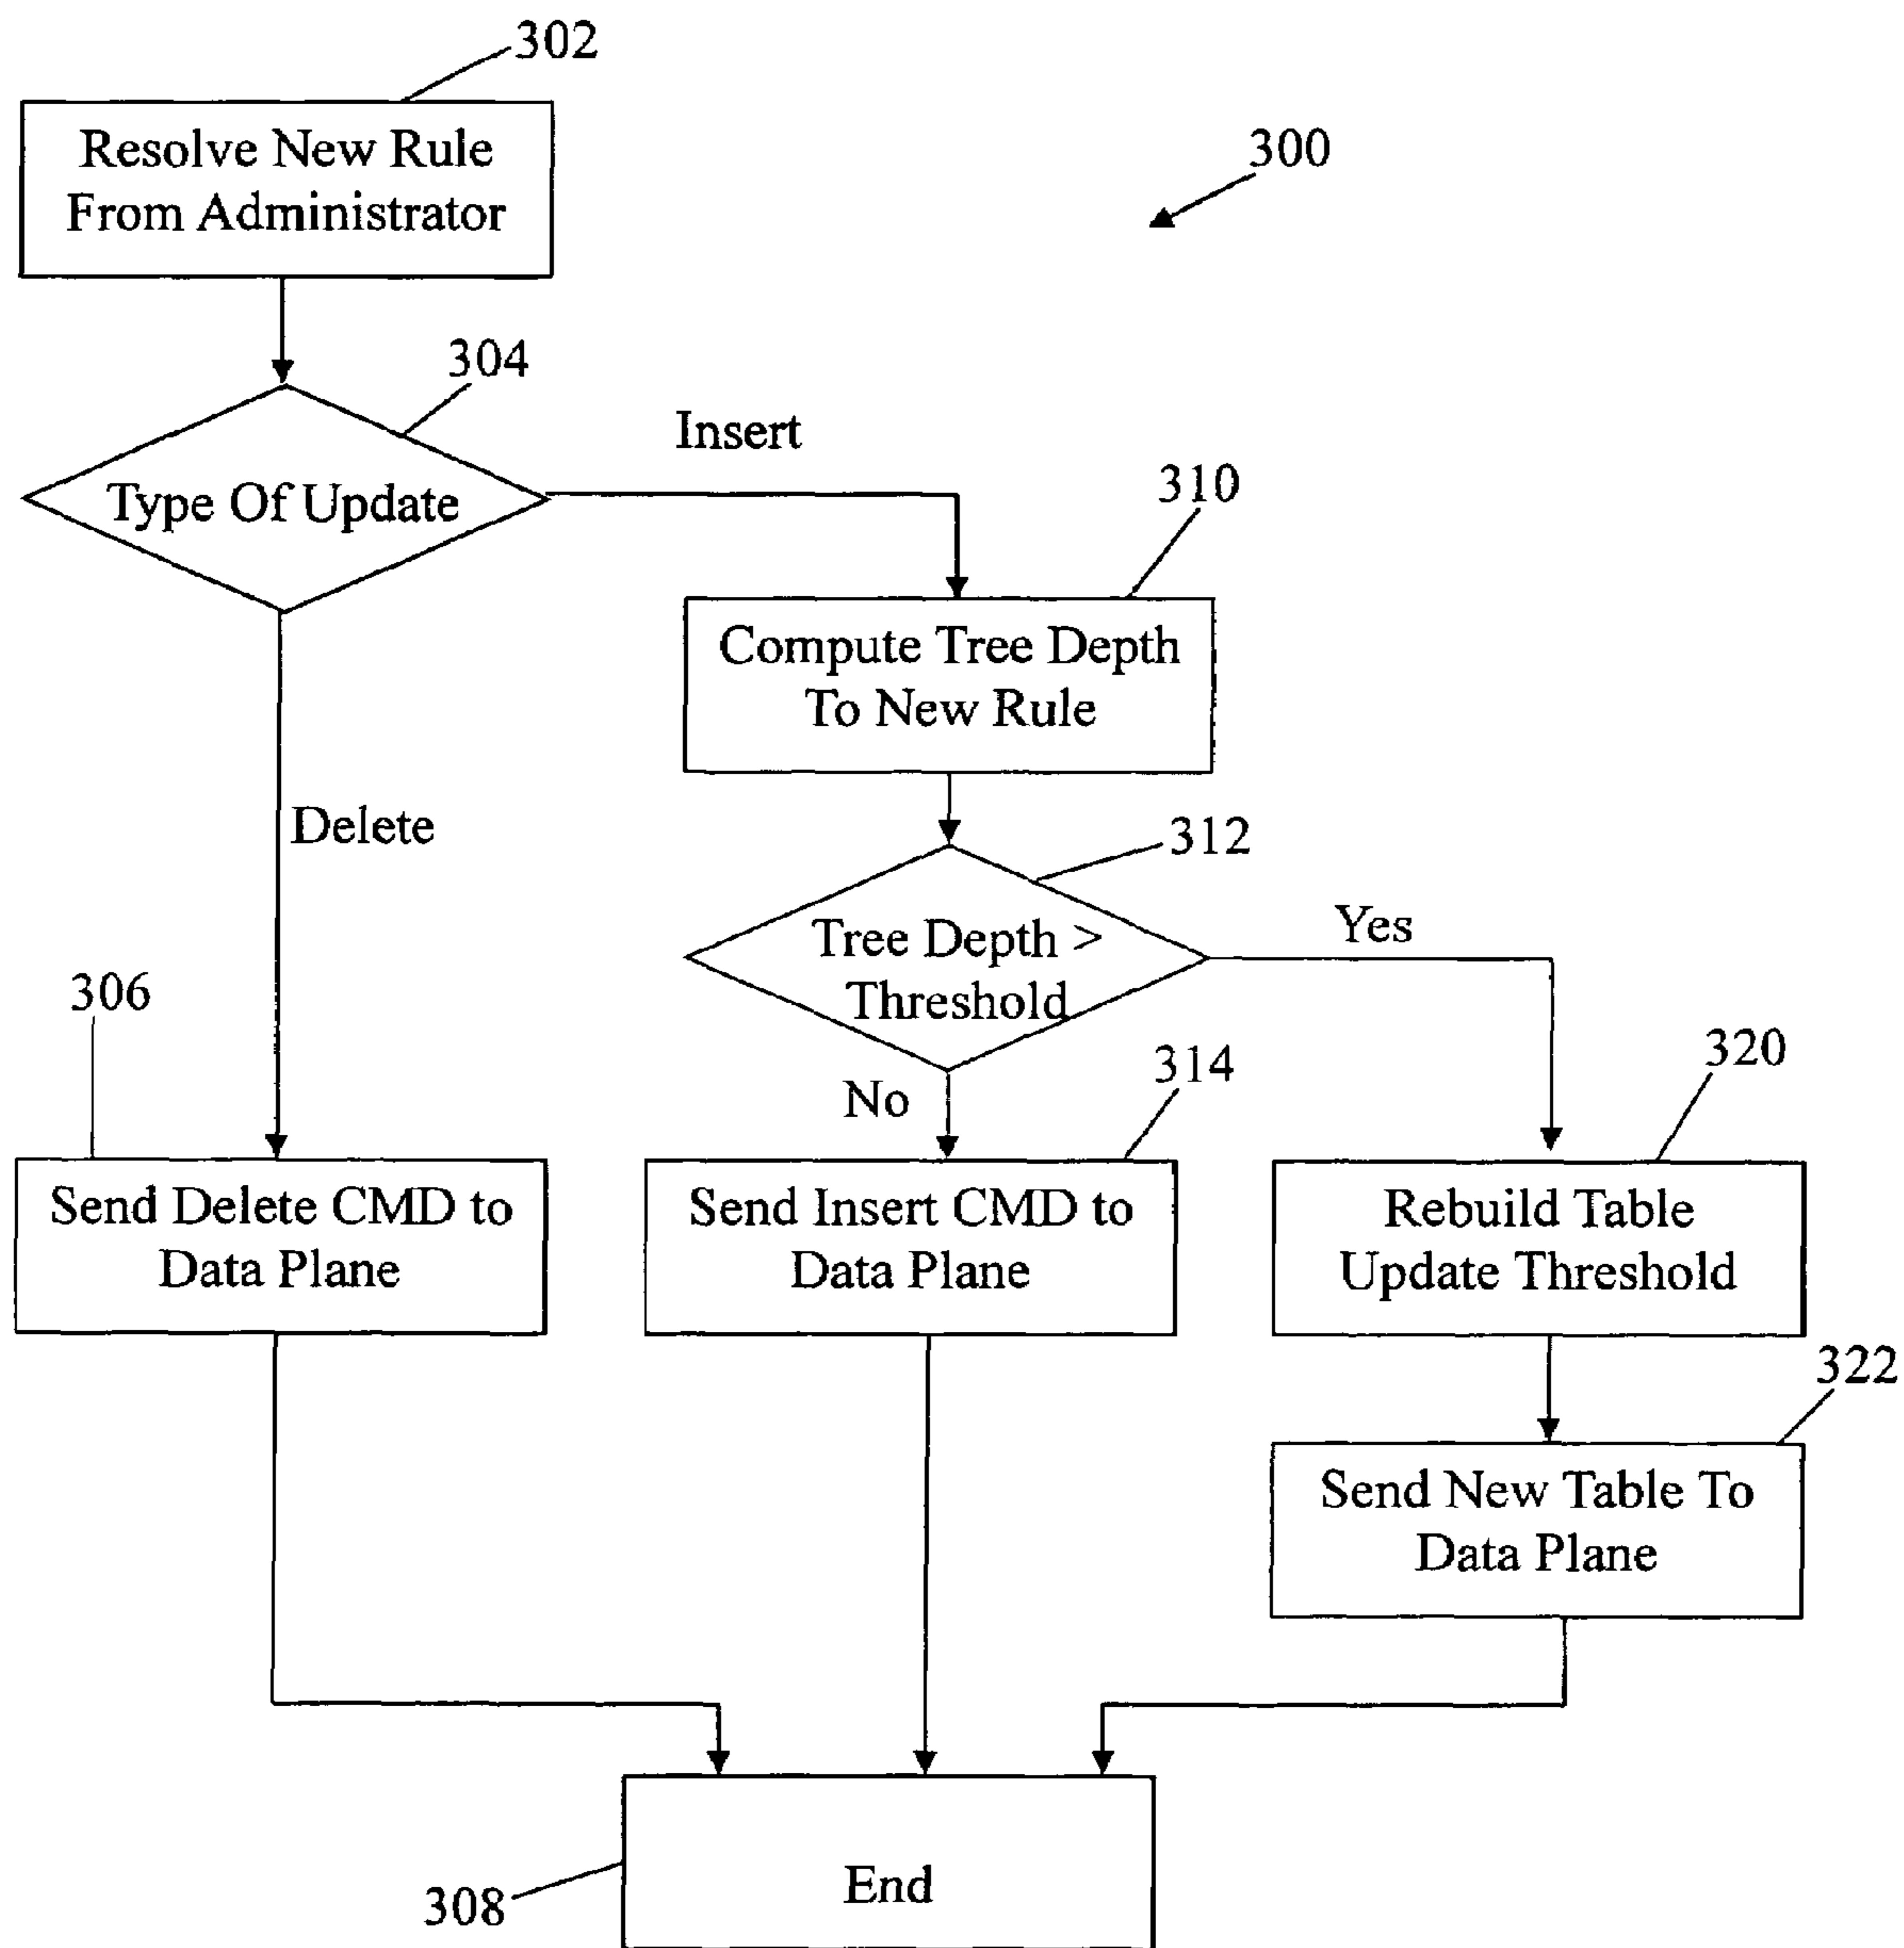 302
Resolve New Rule
From Administrator
300
304
Type Of Update
Insert
310
Compute Tree Depth
To New Rule
Delete
312
Tree Depth >
Threshold
Yes
No
306
Send Delete CMD to
Data Plane
314
Send Insert CMD to
Data Plane
320
Rebuild Table
Update Threshold
322
Send New Table To
Data Plane
308
End